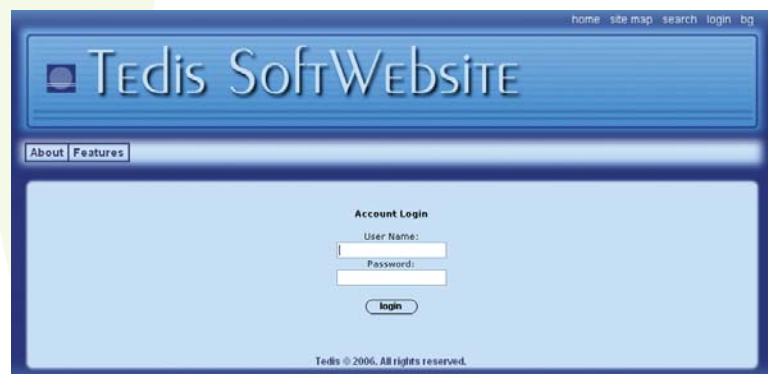 home site map search login bg
Tedis SoftWebsite
About Features
Account Login
User Name:
Password:
login
Tedis © 2006. All rights reserved.